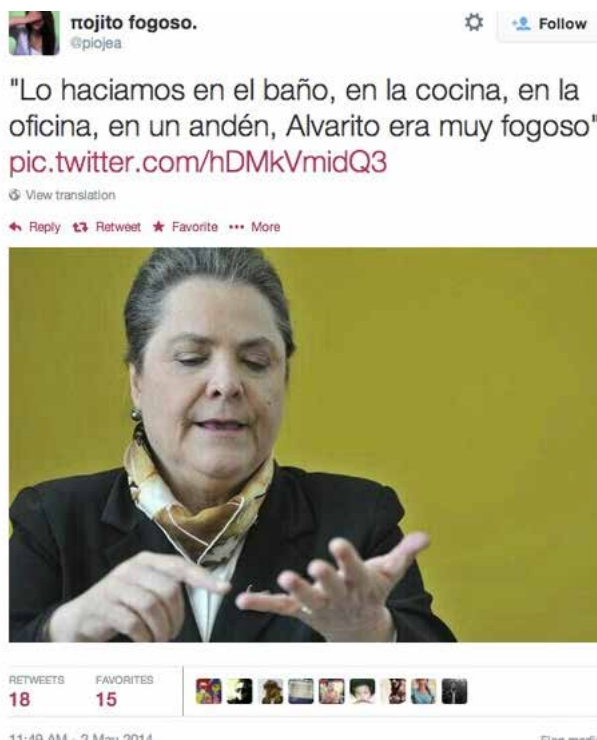 πojito fogoso.
@piojea
Follow
"Lo haciamos en el baño, en la cocina, en la
oficina, en un andén, Alvarito era muy fogoso"
pic.twitter.com/hDMkVmidQ3
View translation
Reply Retweet Favorite ••• More
RETWEETS FAVORITES
18 15
11:49 AM - 2 May 2014
Flag media